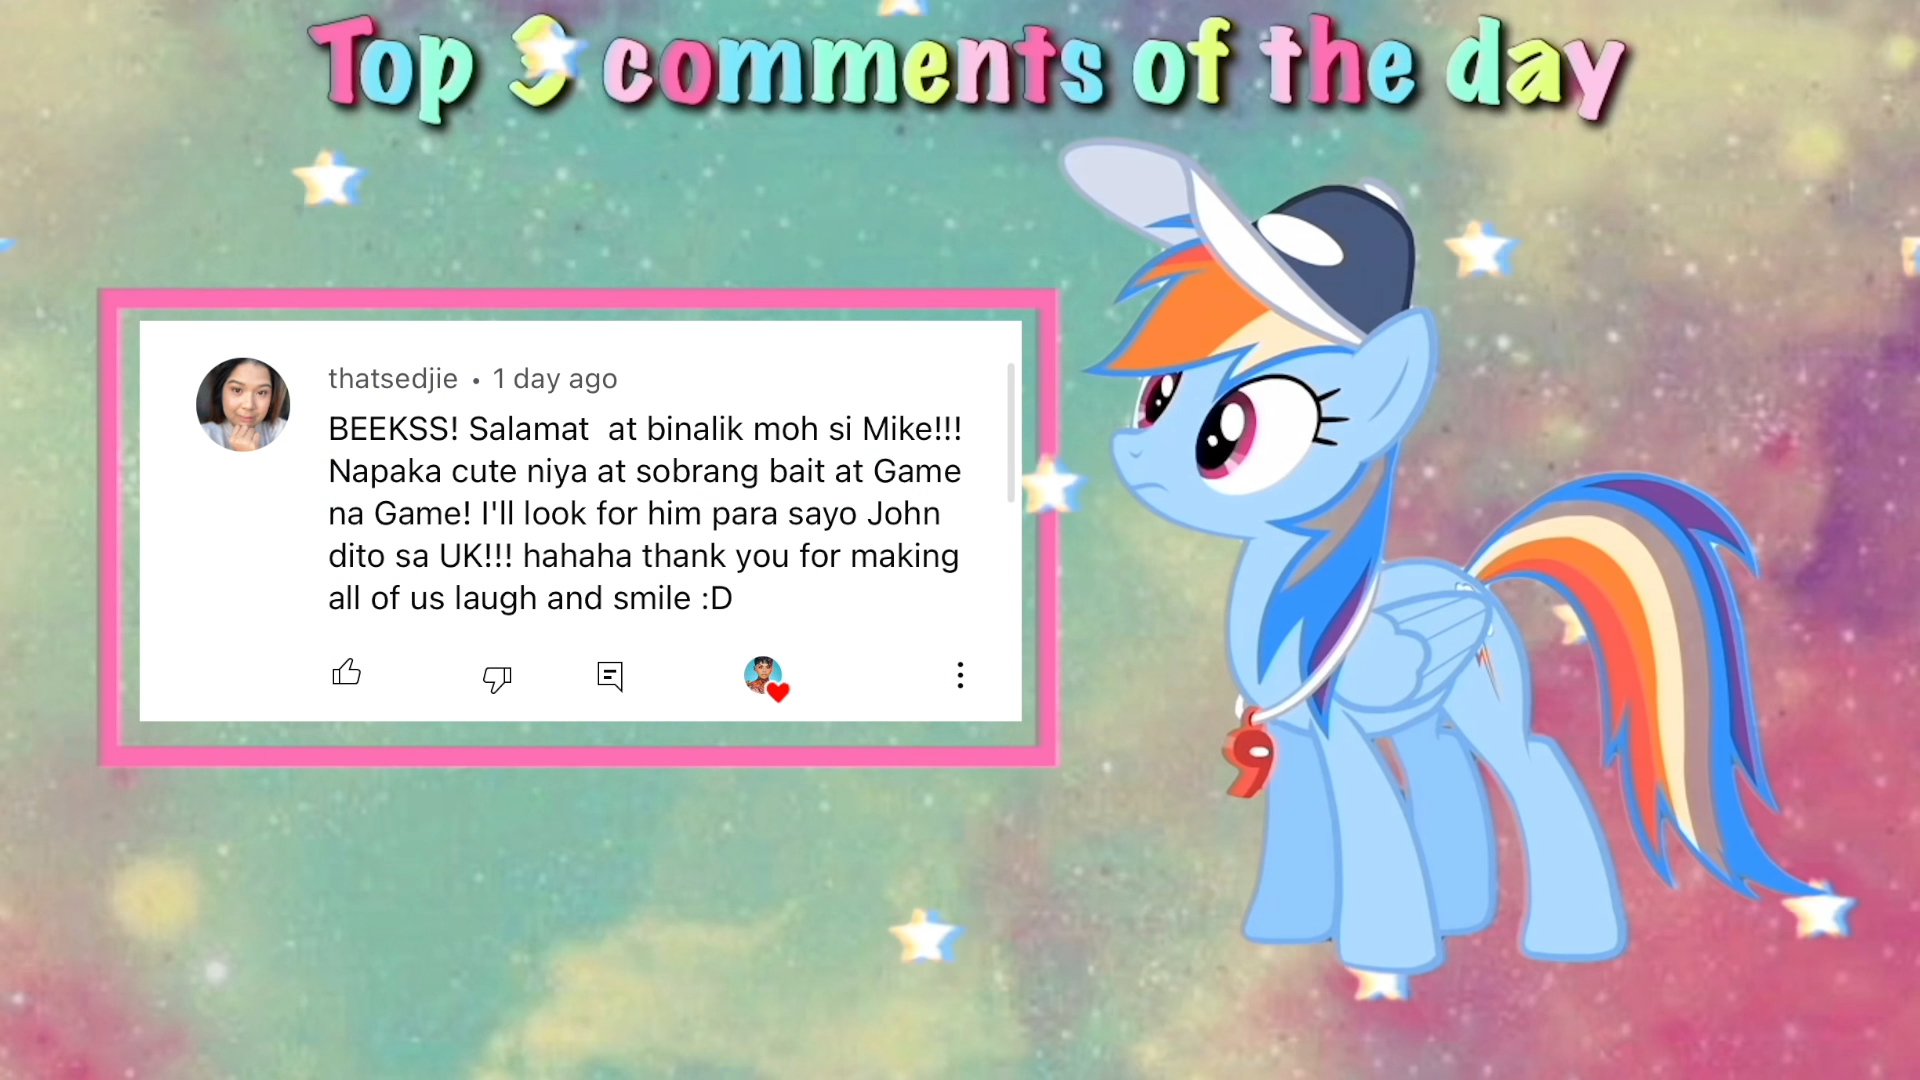 Top 3 comments of the day
thatsedjie • 1 day ago
BEEKSS! Salamat  at binalik moh si Mike!!!
Napaka cute niya at sobrang bait at Game
na Game! I'll look for him para sayo John
dito sa UK!!! hahaha thank you for making
all of us laugh and smile :D